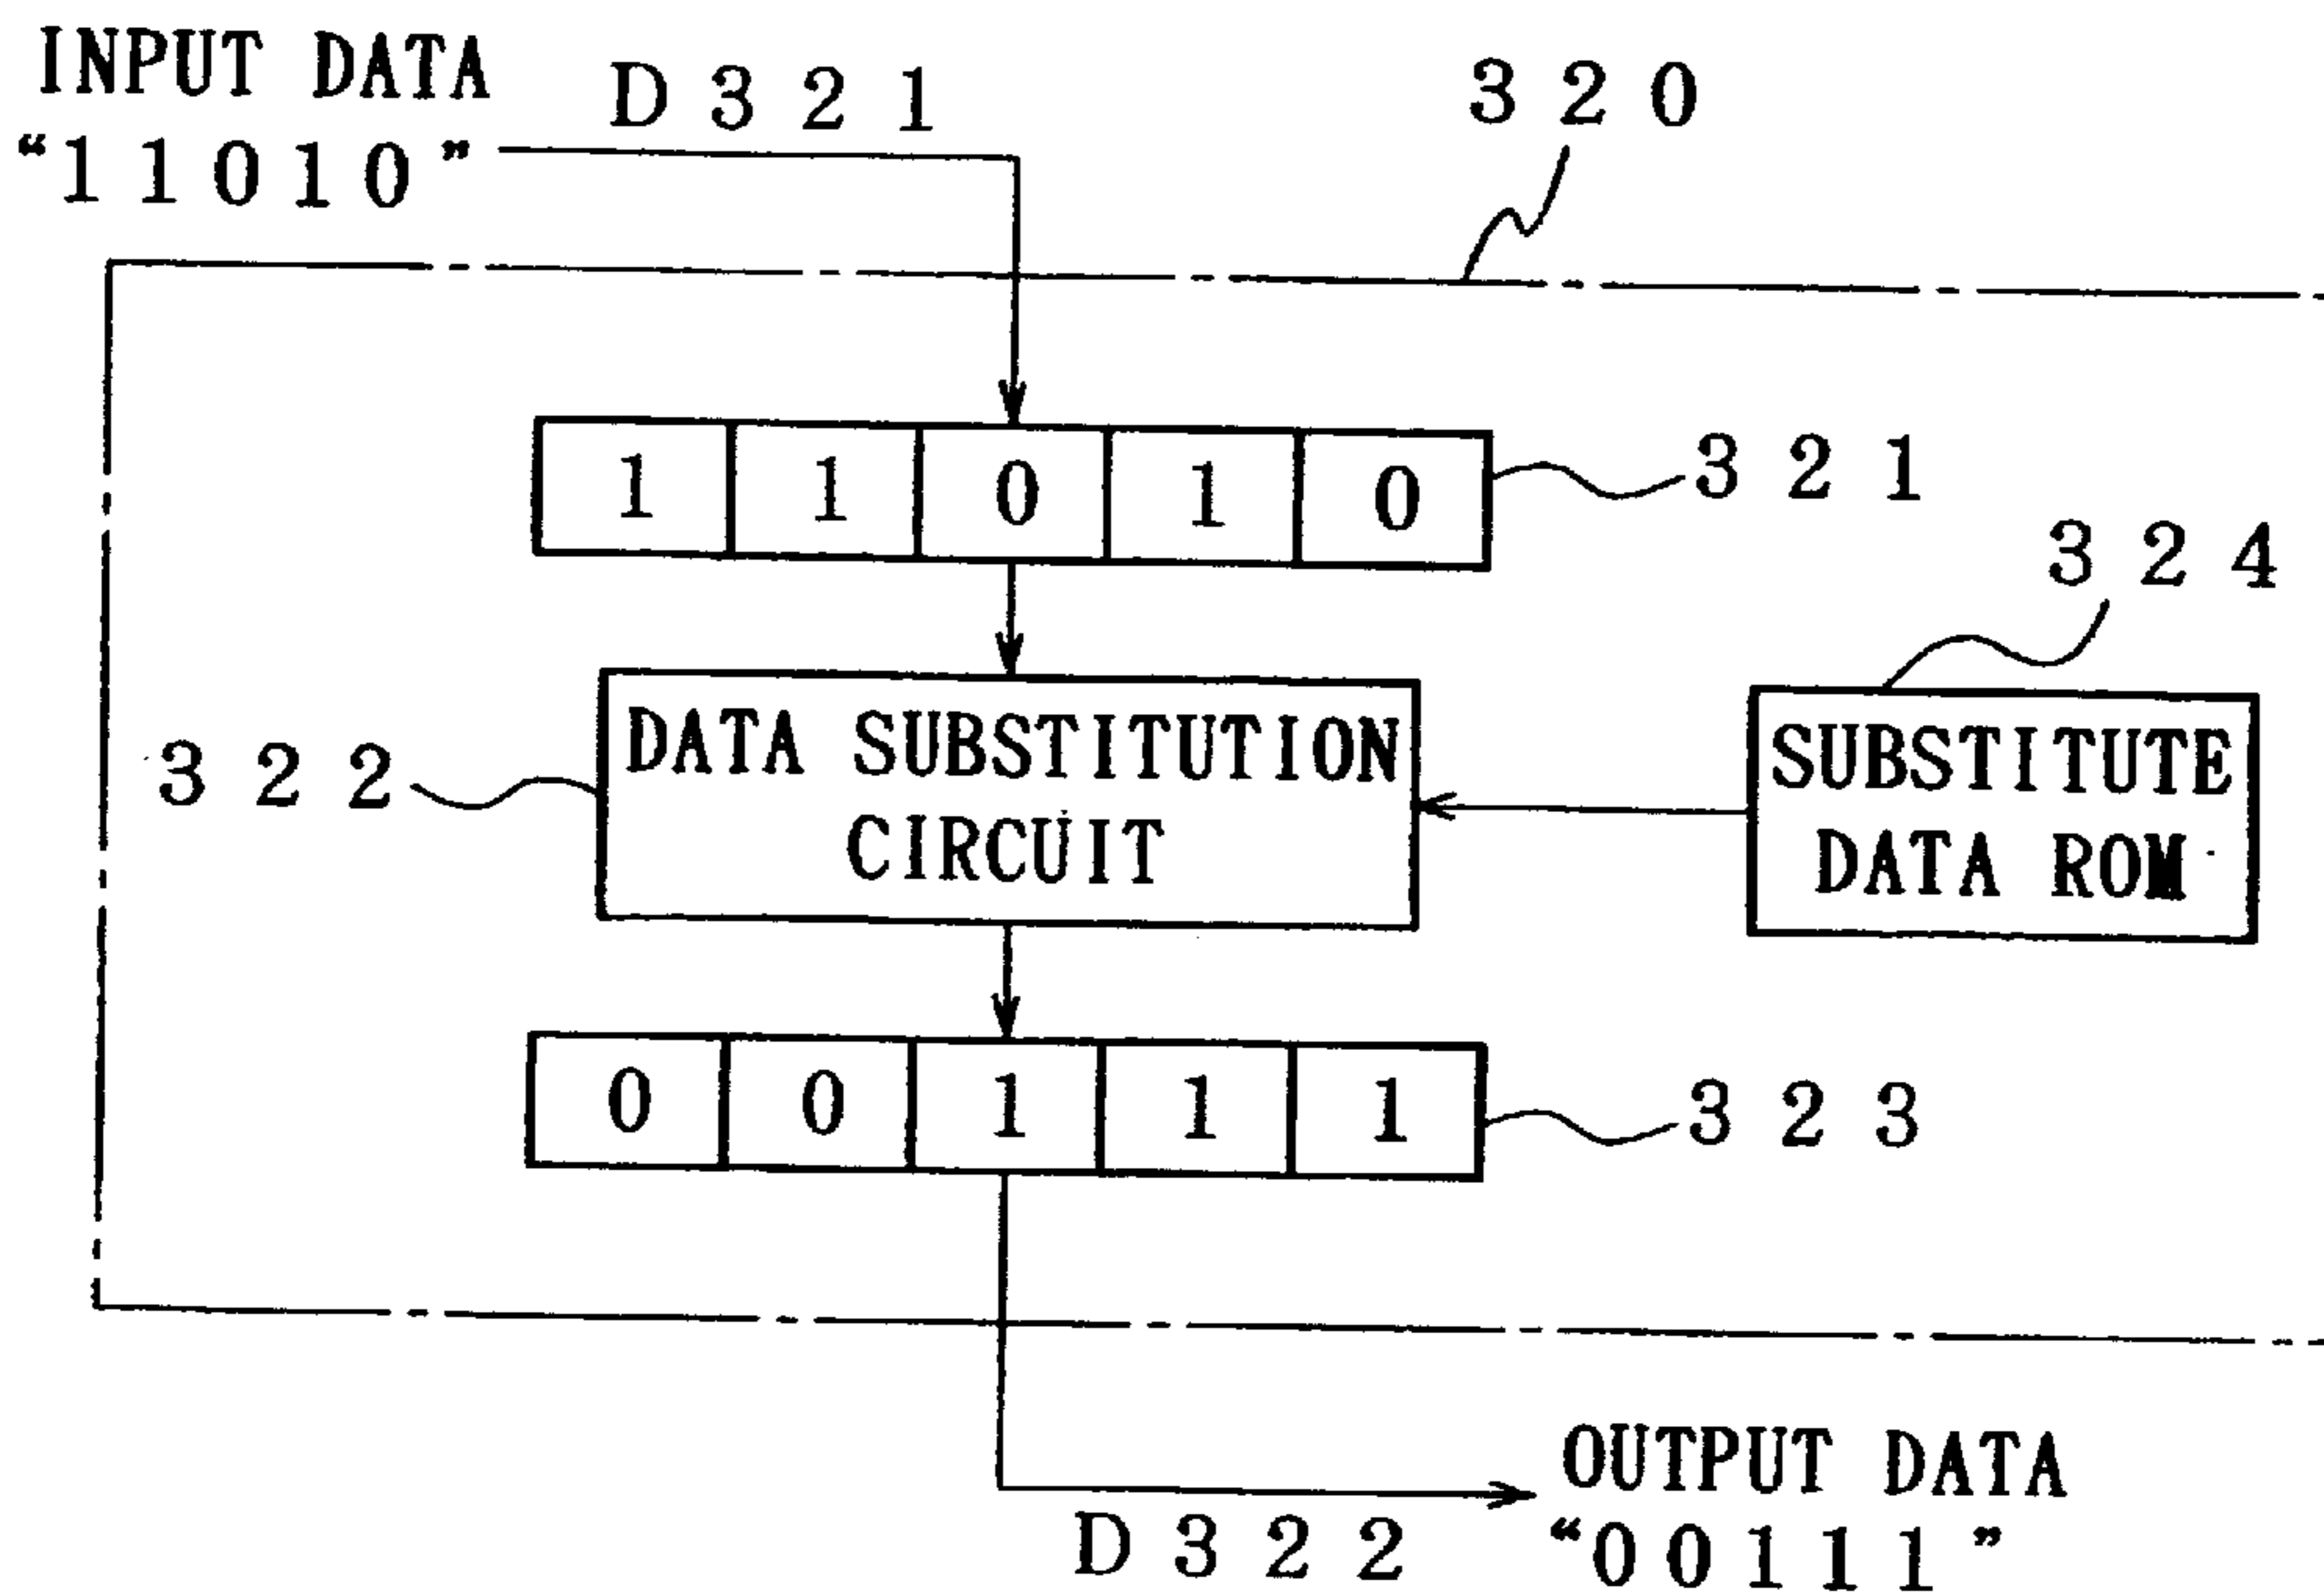 INPUT DATA
“11010”
D321
320
1 1 0 1 0
321
324
322
DATA SUBSTITUTION
CIRCUIT
SUBSTITUTE
DATA ROM
0 0 1 1 1
323
D322
OUTPUT DATA
“00111”